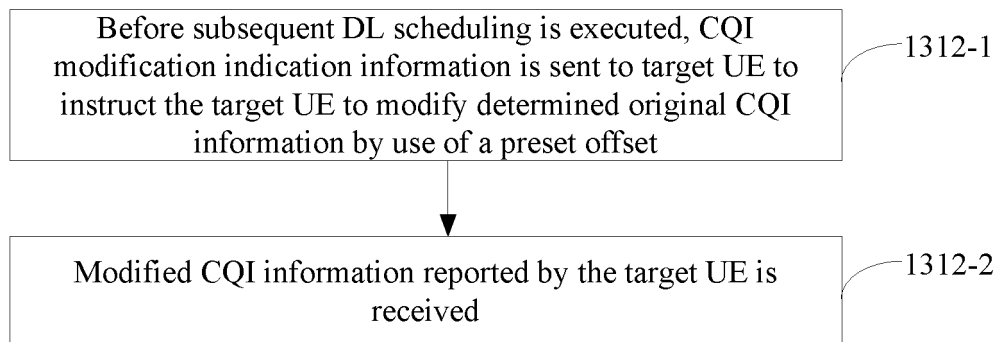 Before subsequent DL scheduling is executed, CQI
modification indication information is sent to target UE to
instruct the target UE to modify determined original CQI
information by use of a preset offset
1312-1
Modified CQI information reported by the target UE is
received
1312-2